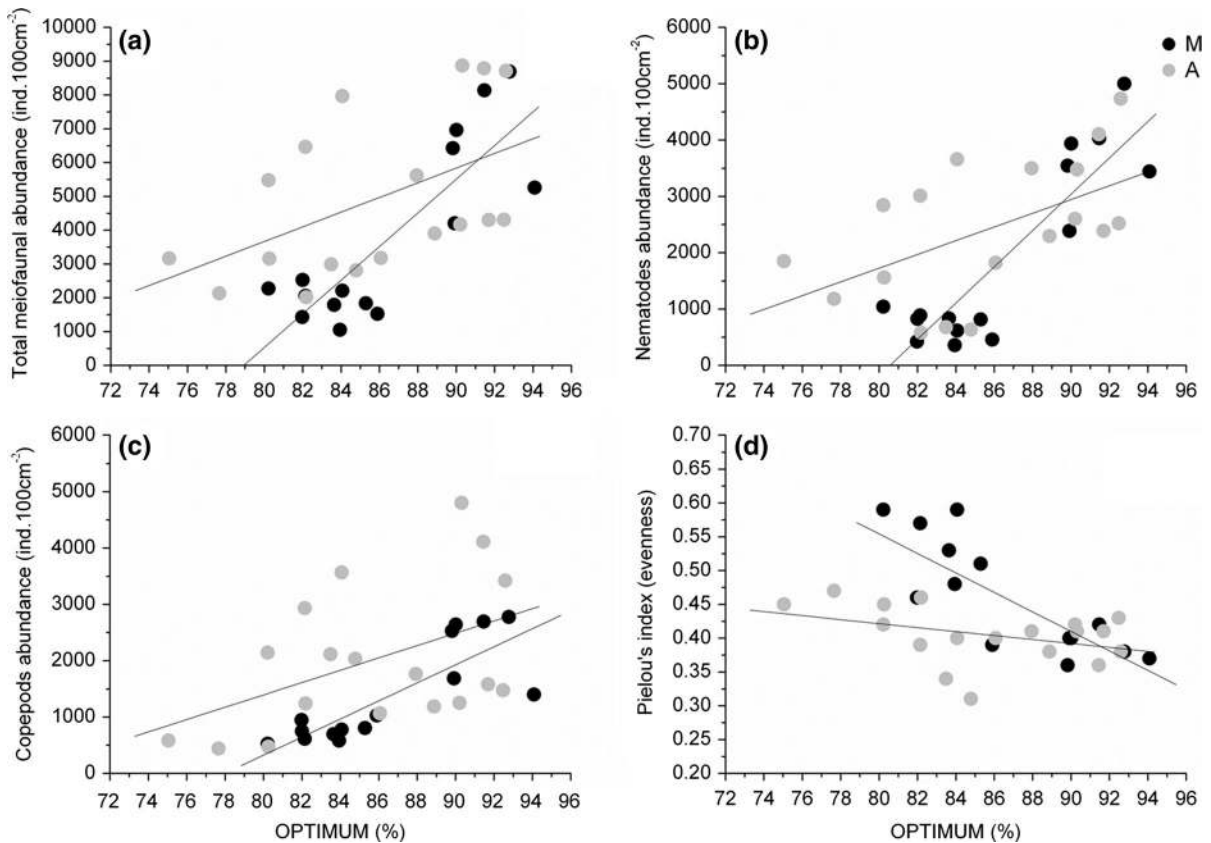 (a)
Total meiofaunal abundance (ind.100cm-2)
10000
9000
8000
7000
6000
5000
4000
3000
2000
1000
0
72 74 76 78 80 82 84 86 88 90 92 94 96
(b)
M
A
Nematodes abundance (ind.100cm-2)
6000
5000
4000
3000
2000
1000
0
72 74 76 78 80 82 84 86 88 90 92 94 96
(c)
Copepods abundance (ind.100cm-2)
6000
5000
4000
3000
2000
1000
0
72 74 76 78 80 82 84 86 88 90 92 94 96
OPTIMUM (%)
(d)
Pielou's index (evenness)
0.70
0.65
0.60
0.55
0.50
0.45
0.40
0.35
0.30
0.25
0.20
72 74 76 78 80 82 84 86 88 90 92 94 96
OPTIMUM (%)